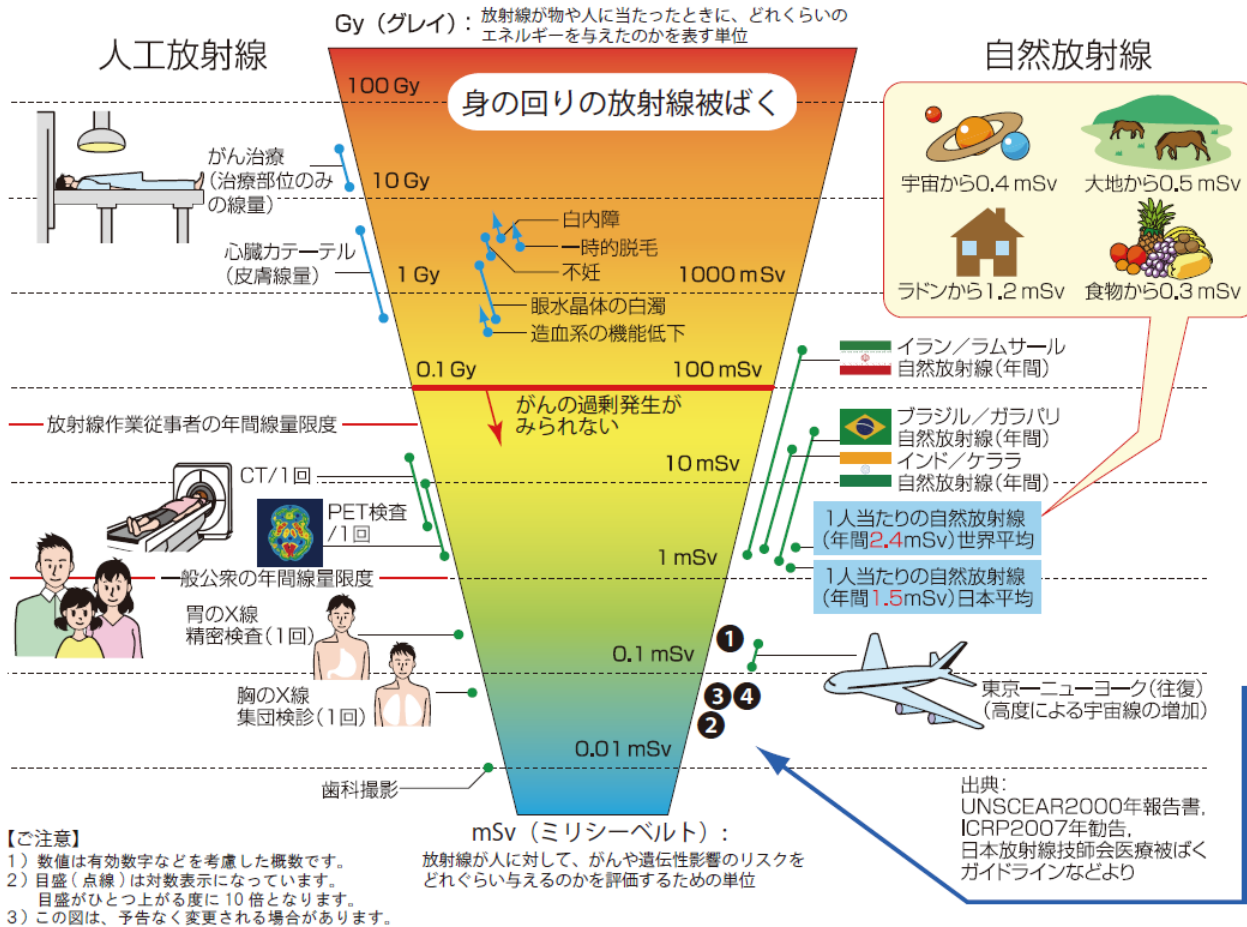 Gy（グレイ）：
放射線が物や人に当たったときに、どれくらいの
エネルギーを与えたのかを表す単位
人工放射線
自然放射線
身の回りの放射線被ばく
100 Gy
10 Gy
1 Gy
1000 mSv
0.1 Gy
100 mSv
10 mSv
1 mSv
0.1 mSv
0.01 mSv
がん治療
（治療部位のみ
の線量）
心臓カテーテル
（皮膚線量）
白内障
一時的脱毛
不妊
眼水晶体の白濁
造血系の機能低下
がんの過剰発生が
みられない
放射線作業従事者の年間線量限度
CT/1回
PET検査
/1回
一般公衆の年間線量限度
胃のX線
精密検査（1回）
胸のX線
集団検診（1回）
歯科撮影
宇宙から0.4 mSv
大地から0.5 mSv
ラドンから1.2 mSv
食物から0.3 mSv
イラン／ラムサール
自然放射線（年間）
ブラジル／ガラパリ
自然放射線（年間）
インド／ケララ
自然放射線（年間）
1人当たりの自然放射線
（年間2.4mSv）世界平均
1人当たりの自然放射線
（年間1.5mSv）日本平均
❶
❸ ❹
❷
東京ーニューヨーク（往復）
（高度による宇宙線の増加）
出典：
UNSCEAR2000年報告書,
ICRP2007年勧告,
日本放射線技師会医療被ばく
ガイドラインなどより
mSv（ミリシーベルト）：
放射線が人に対して、がんや遺伝性影響のリスクを
どれぐらい与えるのかを評価するための単位
【ご注意】
1）数値は有効数字などを考慮した概数です。
2）目盛（点線）は対数表示になっています。
目盛がひとつ上がる度に 10 倍となります。
3）この図は、予告なく変更される場合があります。